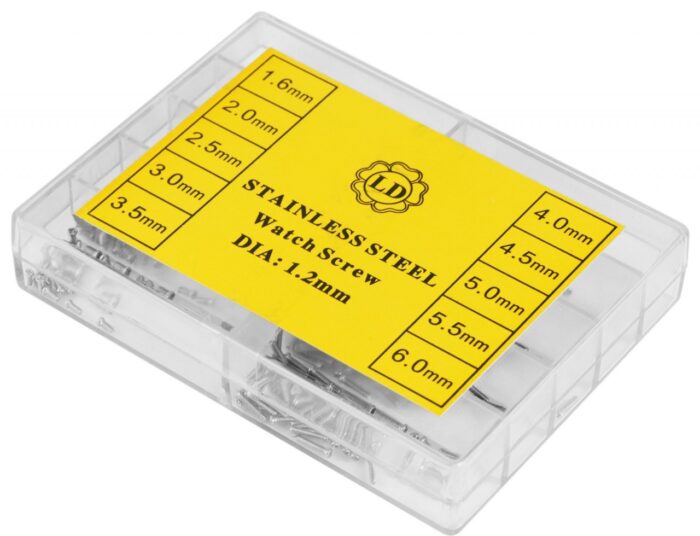 1.6mm
2.0mm
2.5mm
3.0mm
3.5mm
LD
STAINLESS STEEL
Watch Screw
DIA: 1.2mm
4.0mm
4.5mm
5.0mm
5.5mm
6.0mm